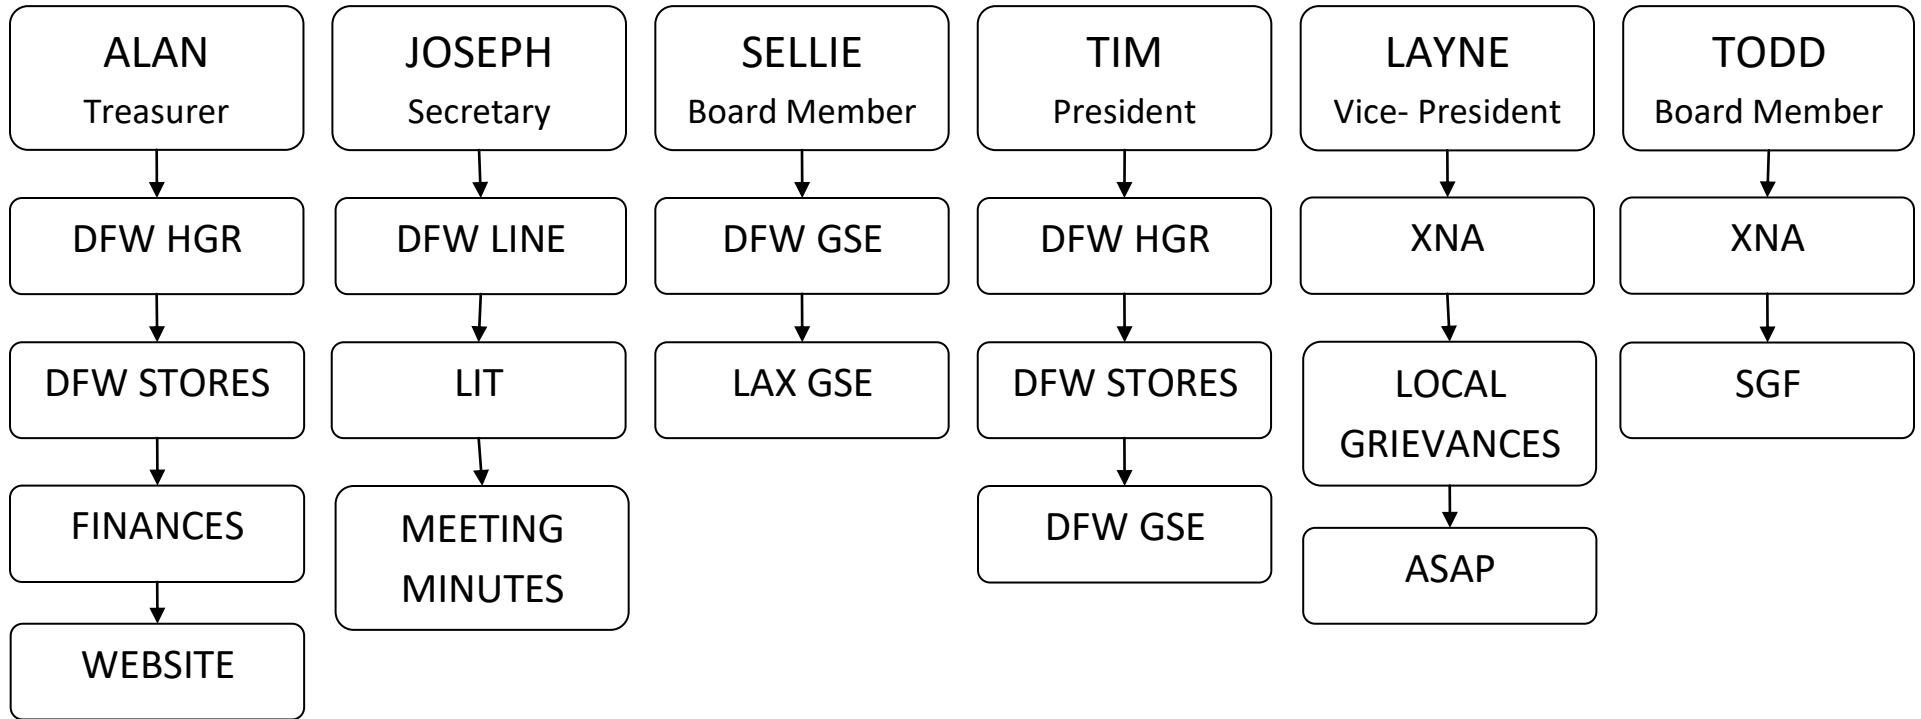 ALAN
Treasurer
DFW HGR
DFW STORES
FINANCES
WEBSITE
JOSEPH
Secretary
DFW LINE
LIT
MEETING
MINUTES
SELLIE
Board Member
DFW GSE
LAX GSE
TIM
President
DFW HGR
DFW STORES
DFW GSE
LAYNE
Vice- President
XNA
LOCAL
GRIEVANCES
ASAP
TODD
Board Member
XNA
SGF